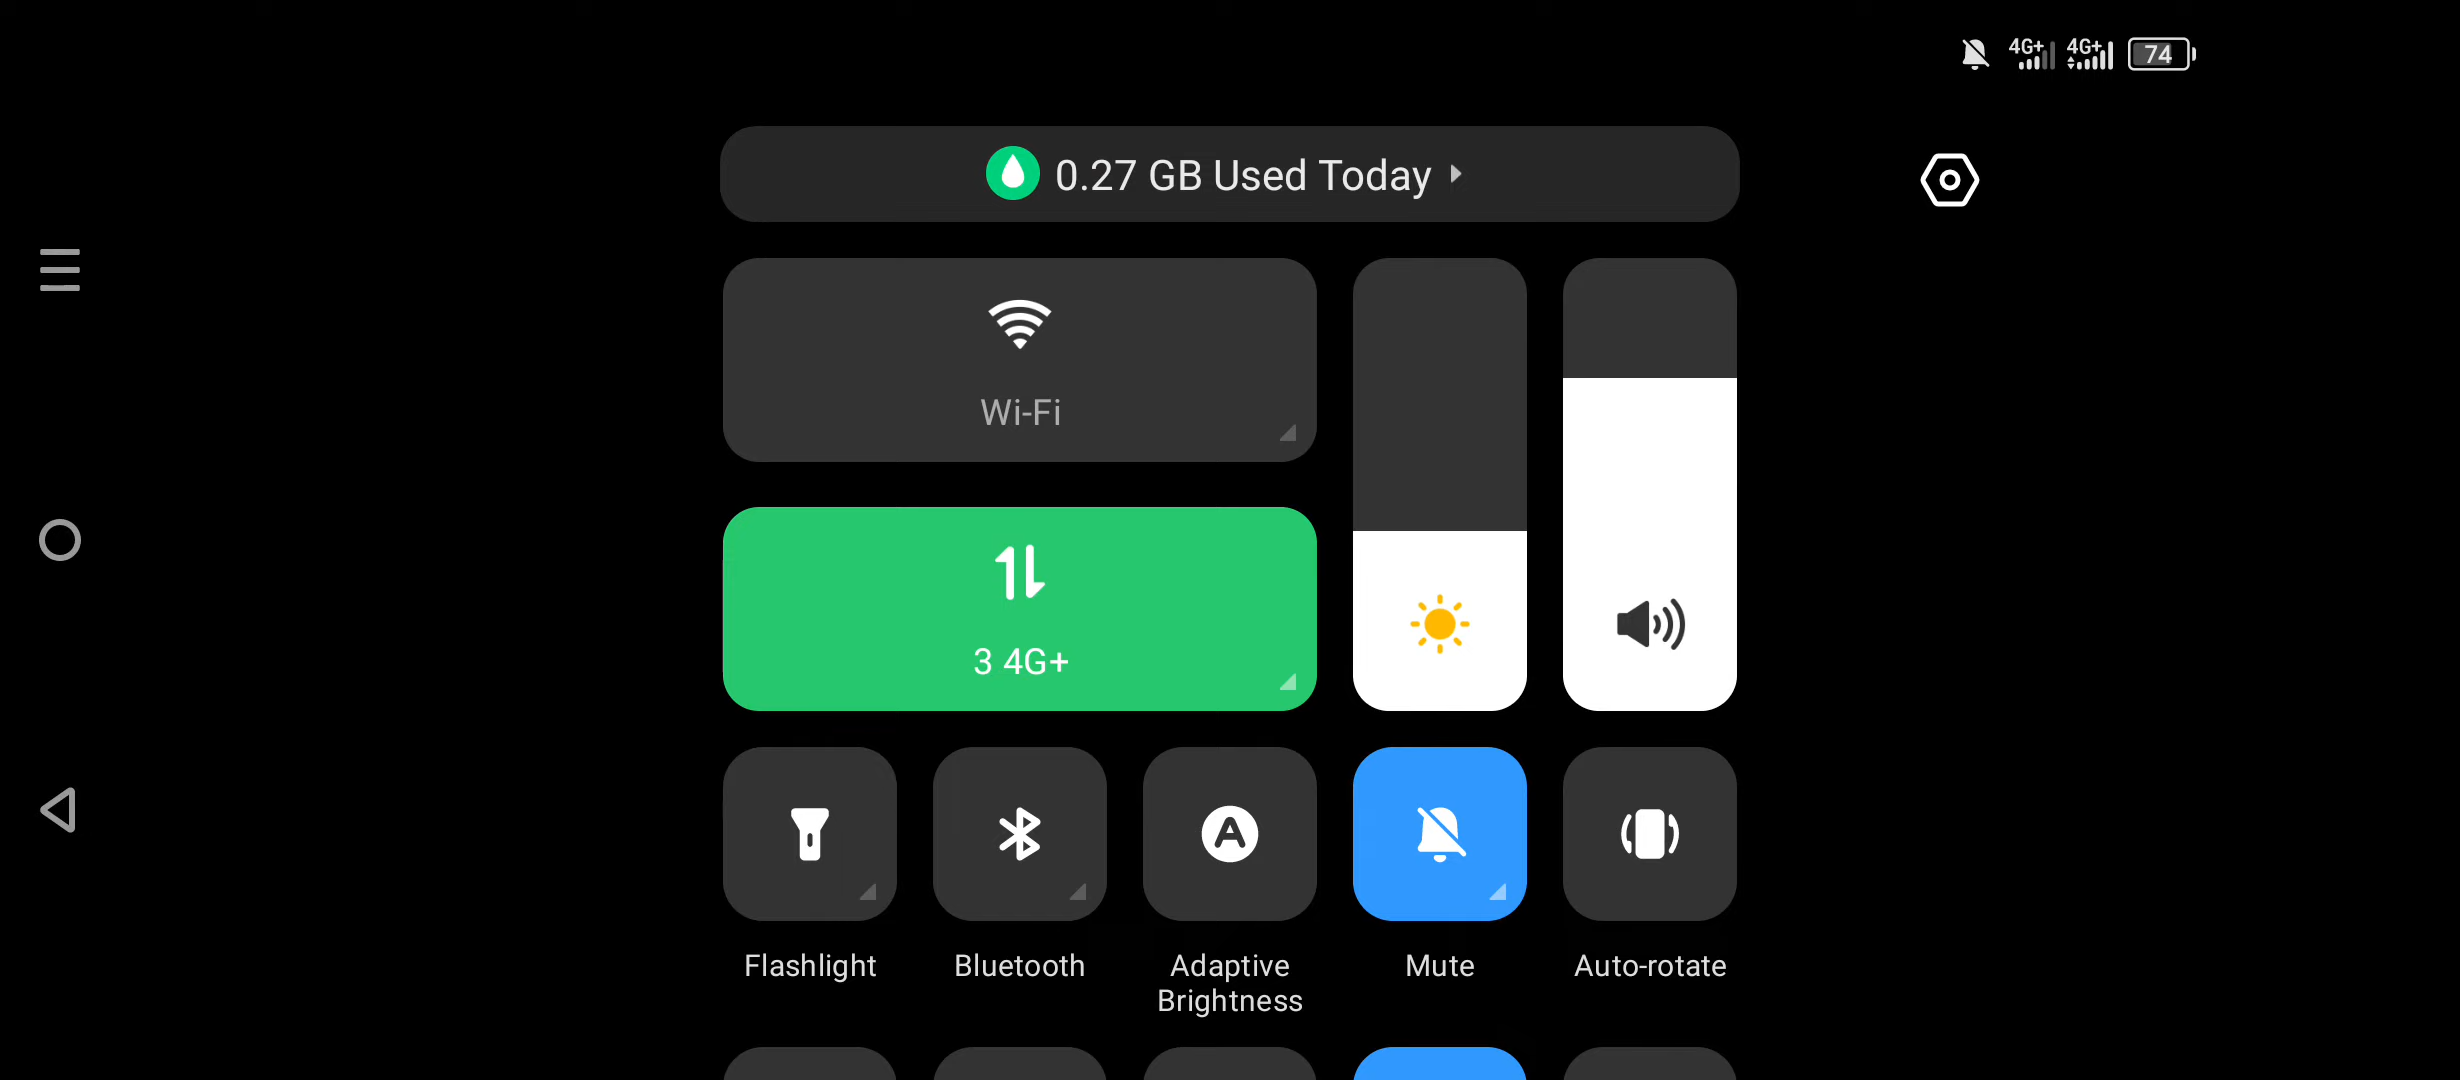 4G+ 4G+ 74
0.27 GB Used Today
Wi-Fi
3 4G+
Flashlight
Bluetooth
Adaptive
Brightness
Mute
Auto-rotate